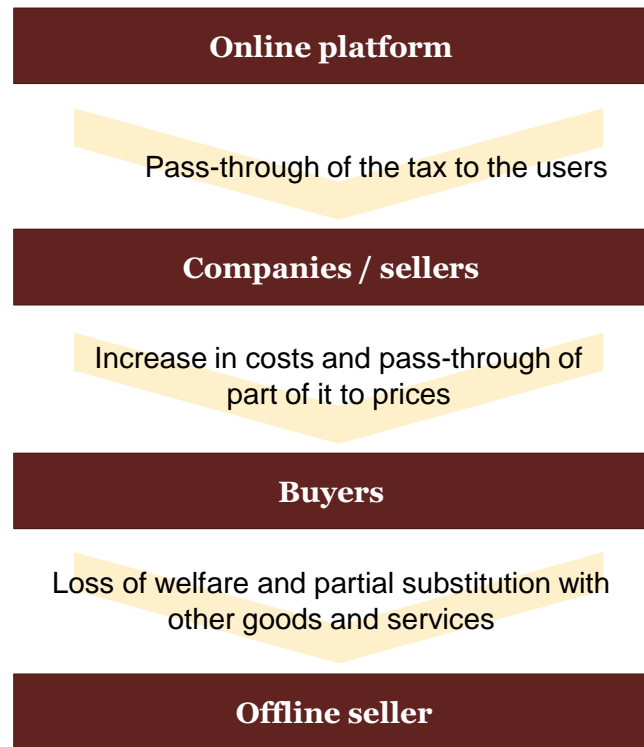 Online platform
Pass-through of the tax to the users
Companies / sellers
Increase in costs and pass-through of
part of it to prices
Buyers
Loss of welfare and partial substitution with
other goods and services
Offline seller